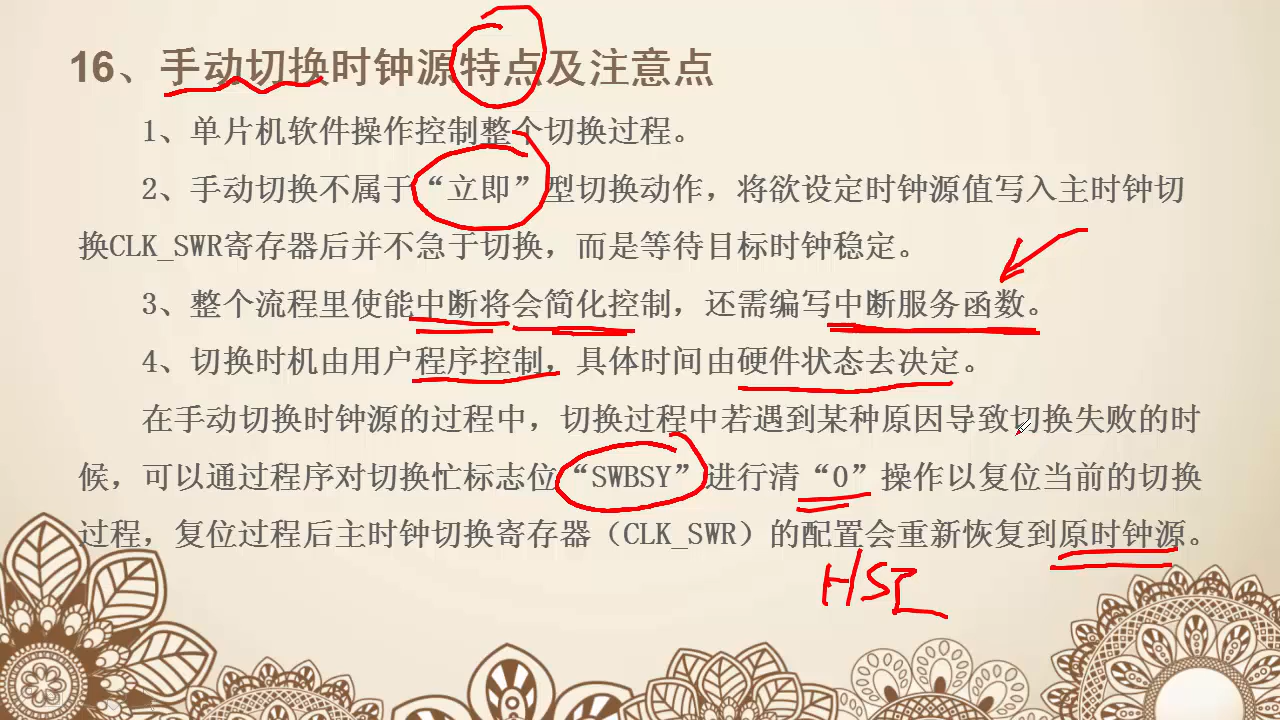 16、手动切换时钟源特点及注意点
1、单片机软件操作控制整个切换过程。
2、手动切换不属于“立即”型切换动作，将欲设定时钟源值写入主时钟切
换CLK_SWR寄存器后并不急于切换，而是等待目标时钟稳定。
3、整个流程里使能中断将会简化控制，还需编写中断服务函数。
4、切换时机由用户程序控制，具体时间由硬件状态去决定。
在手动切换时钟源的过程中，切换过程中若遇到某种原因导致切换失败的时
候，可以通过程序对切换忙标志位“SWBSY”进行清“0”操作以复位当前的切换
过程，复位过程后主时钟切换寄存器（CLK_SWR）的配置会重新恢复到原时钟源。
HSI